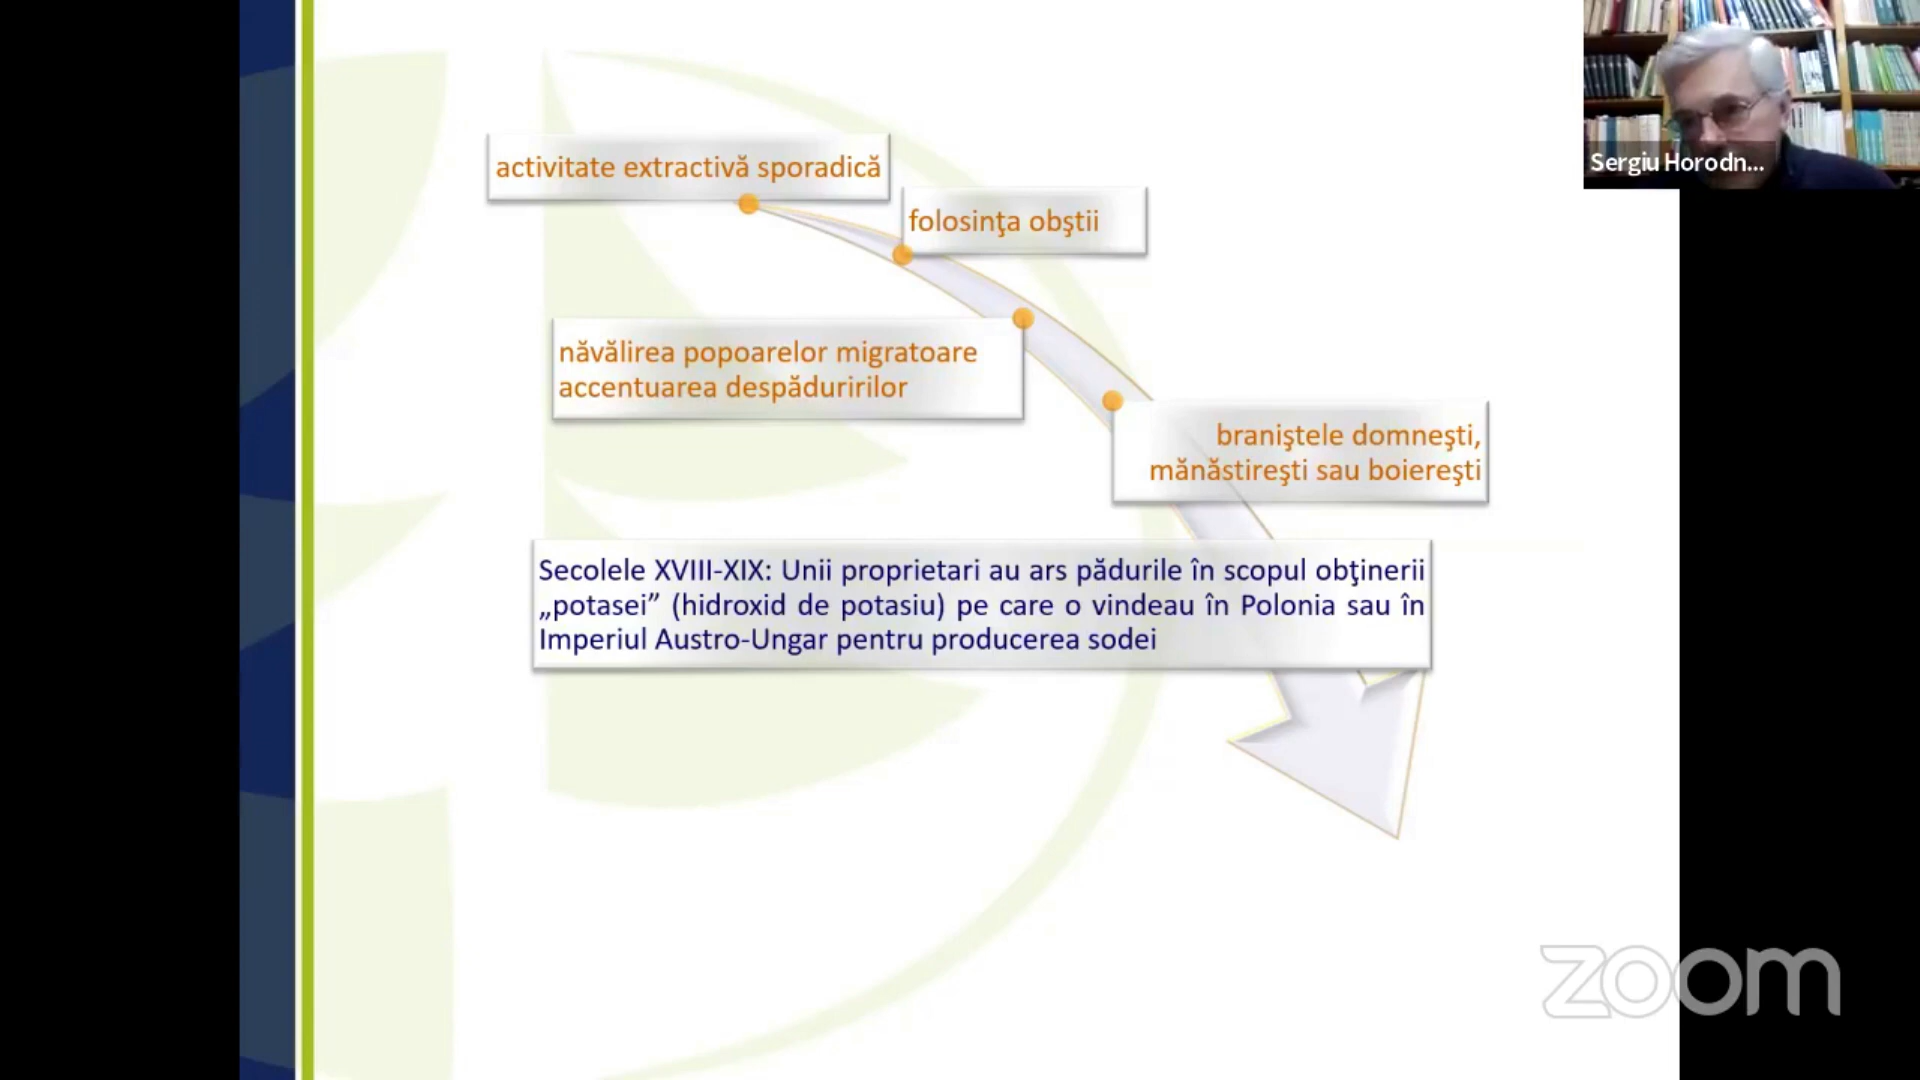 activitate extractivă sporadică
folosinţa obştii
năvălirea popoarelor migratoare
accentuarea despăduririlor
braniştele domneşti,
mănăstireşti sau boiereşti
Secolele XVIII-XIX: Unii proprietari au ars pădurile în scopul obţinerii
„potasei” (hidroxid de potasiu) pe care o vindeau în Polonia sau în
Imperiul Austro-Ungar pentru producerea sodei
Sergiu Horodn...
zoom